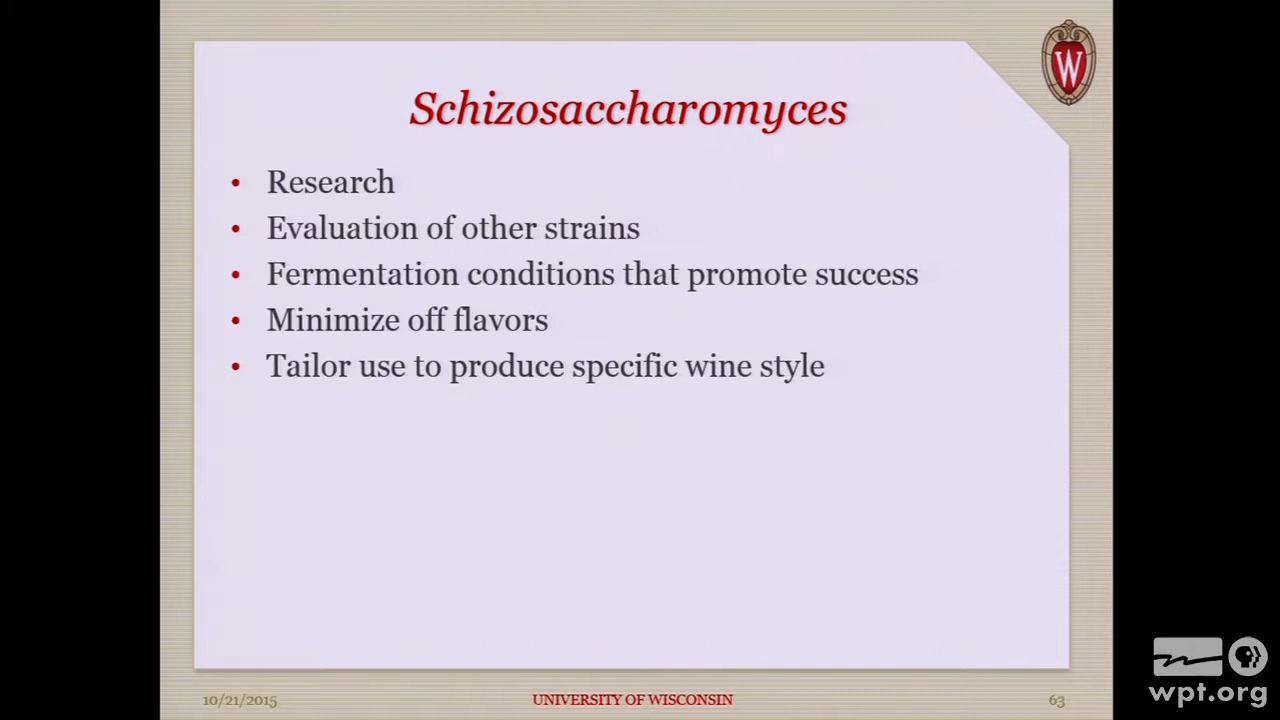 W
Schizosaccharomyces
• Research
• Evaluation of other strains
• Fermentation conditions that promote success
• Minimize off flavors
• Tailor use to produce specific wine style
10/21/2015
UNIVERSITY OF WISCONSIN
63
wpt.org